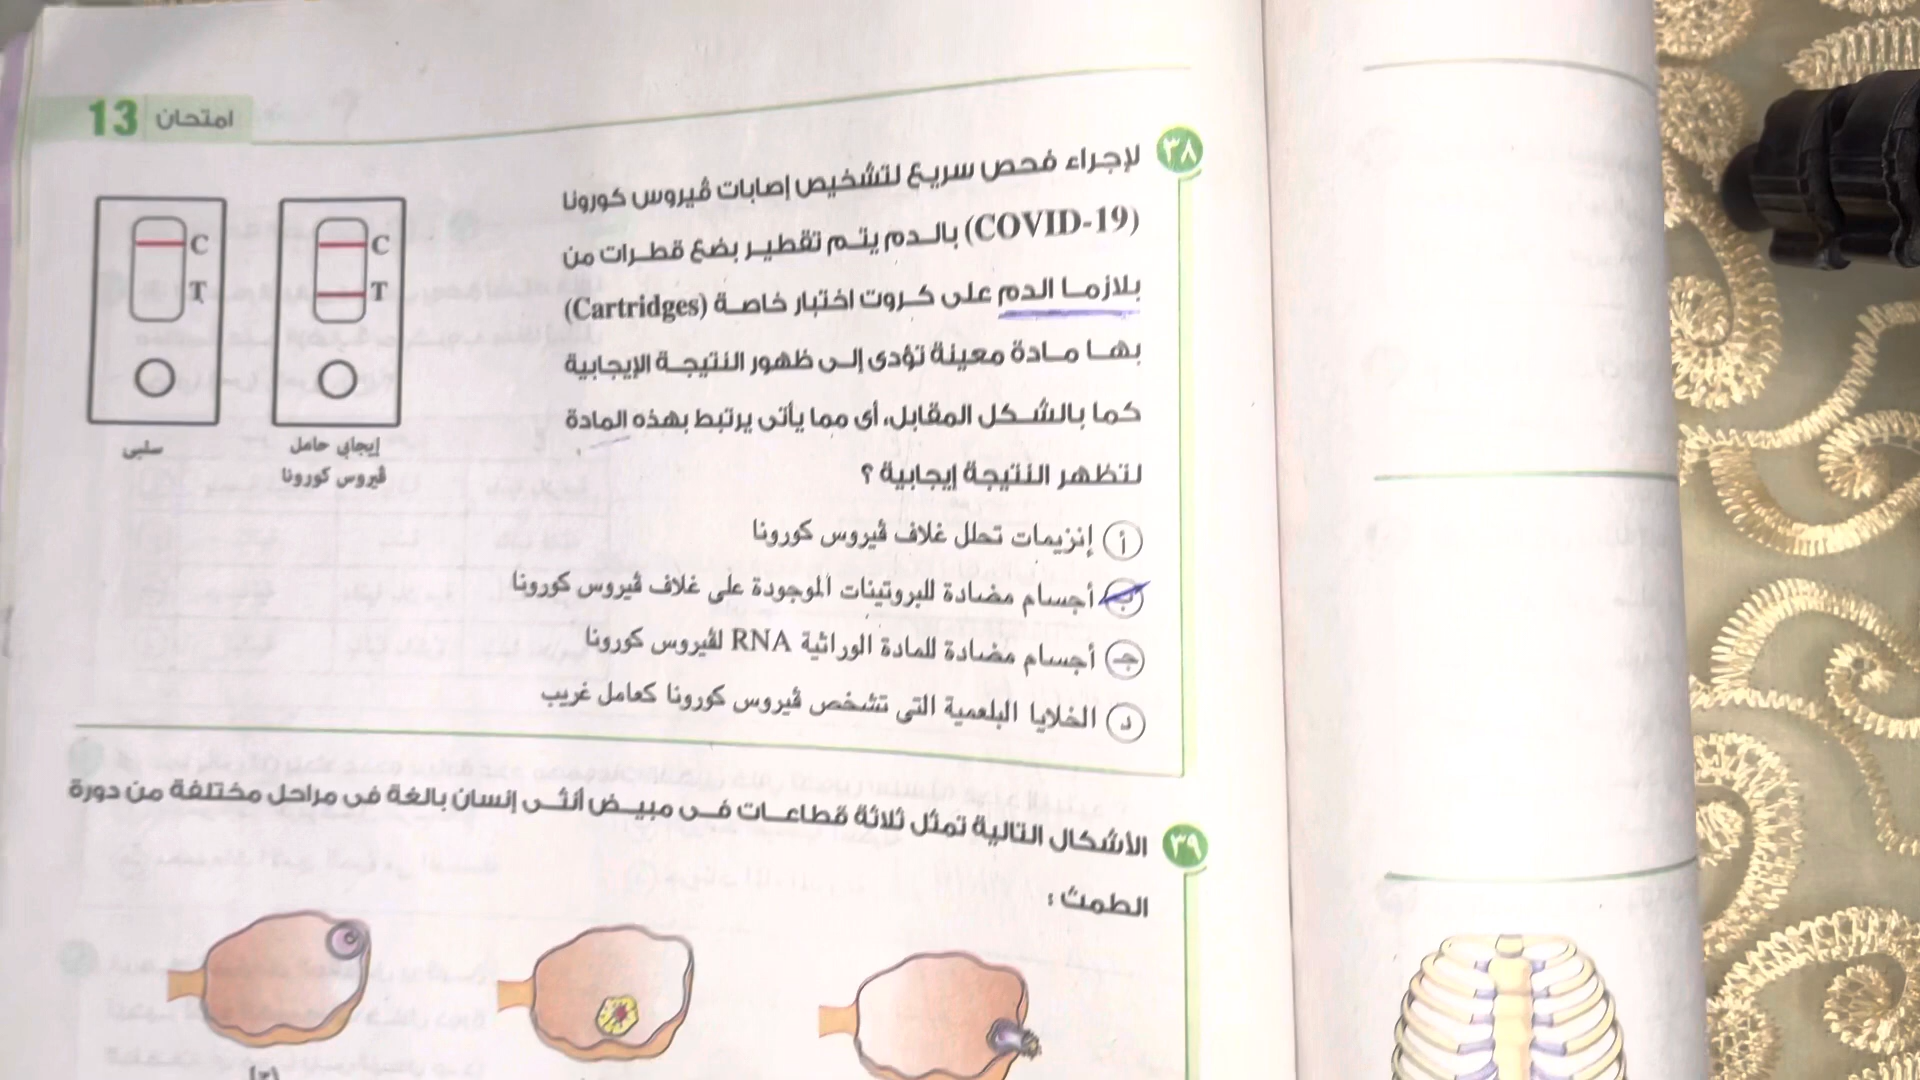 امتحان 13
٣٨ لإجراء فحص سريع لتشخيص إصابات ڤيروس كورونا
(COVID-19) بالدم يتم تقطير بضع قطرات من
بلازما الدم على كروت اختبار خاصة (Cartridges)
بها مادة معينة تؤدى إلى ظهور النتيجة الإيجابية
كما بالشكل المقابل، أى مما يأتى يرتبط بهذه المادة
لتظهر النتيجة إيجابية ؟
C
T
إيجابي حامل
ڤيروس كورونا
C
T
سلبى
أ إنزيمات تحلل غلاف ڤيروس كورونا
ب أجسام مضادة للبروتينات الموجودة على غلاف ڤيروس كورونا
جـ أجسام مضادة للمادة الوراثية RNA لڤيروس كورونا
د الخلايا البلعمية التى تشخص ڤيروس كورونا كعامل غريب
٣٩ الأشكال التالية تمثل ثلاثة قطاعات فى مبيض أنثى إنسان بالغة فى مراحل مختلفة من دورة
الطمث :